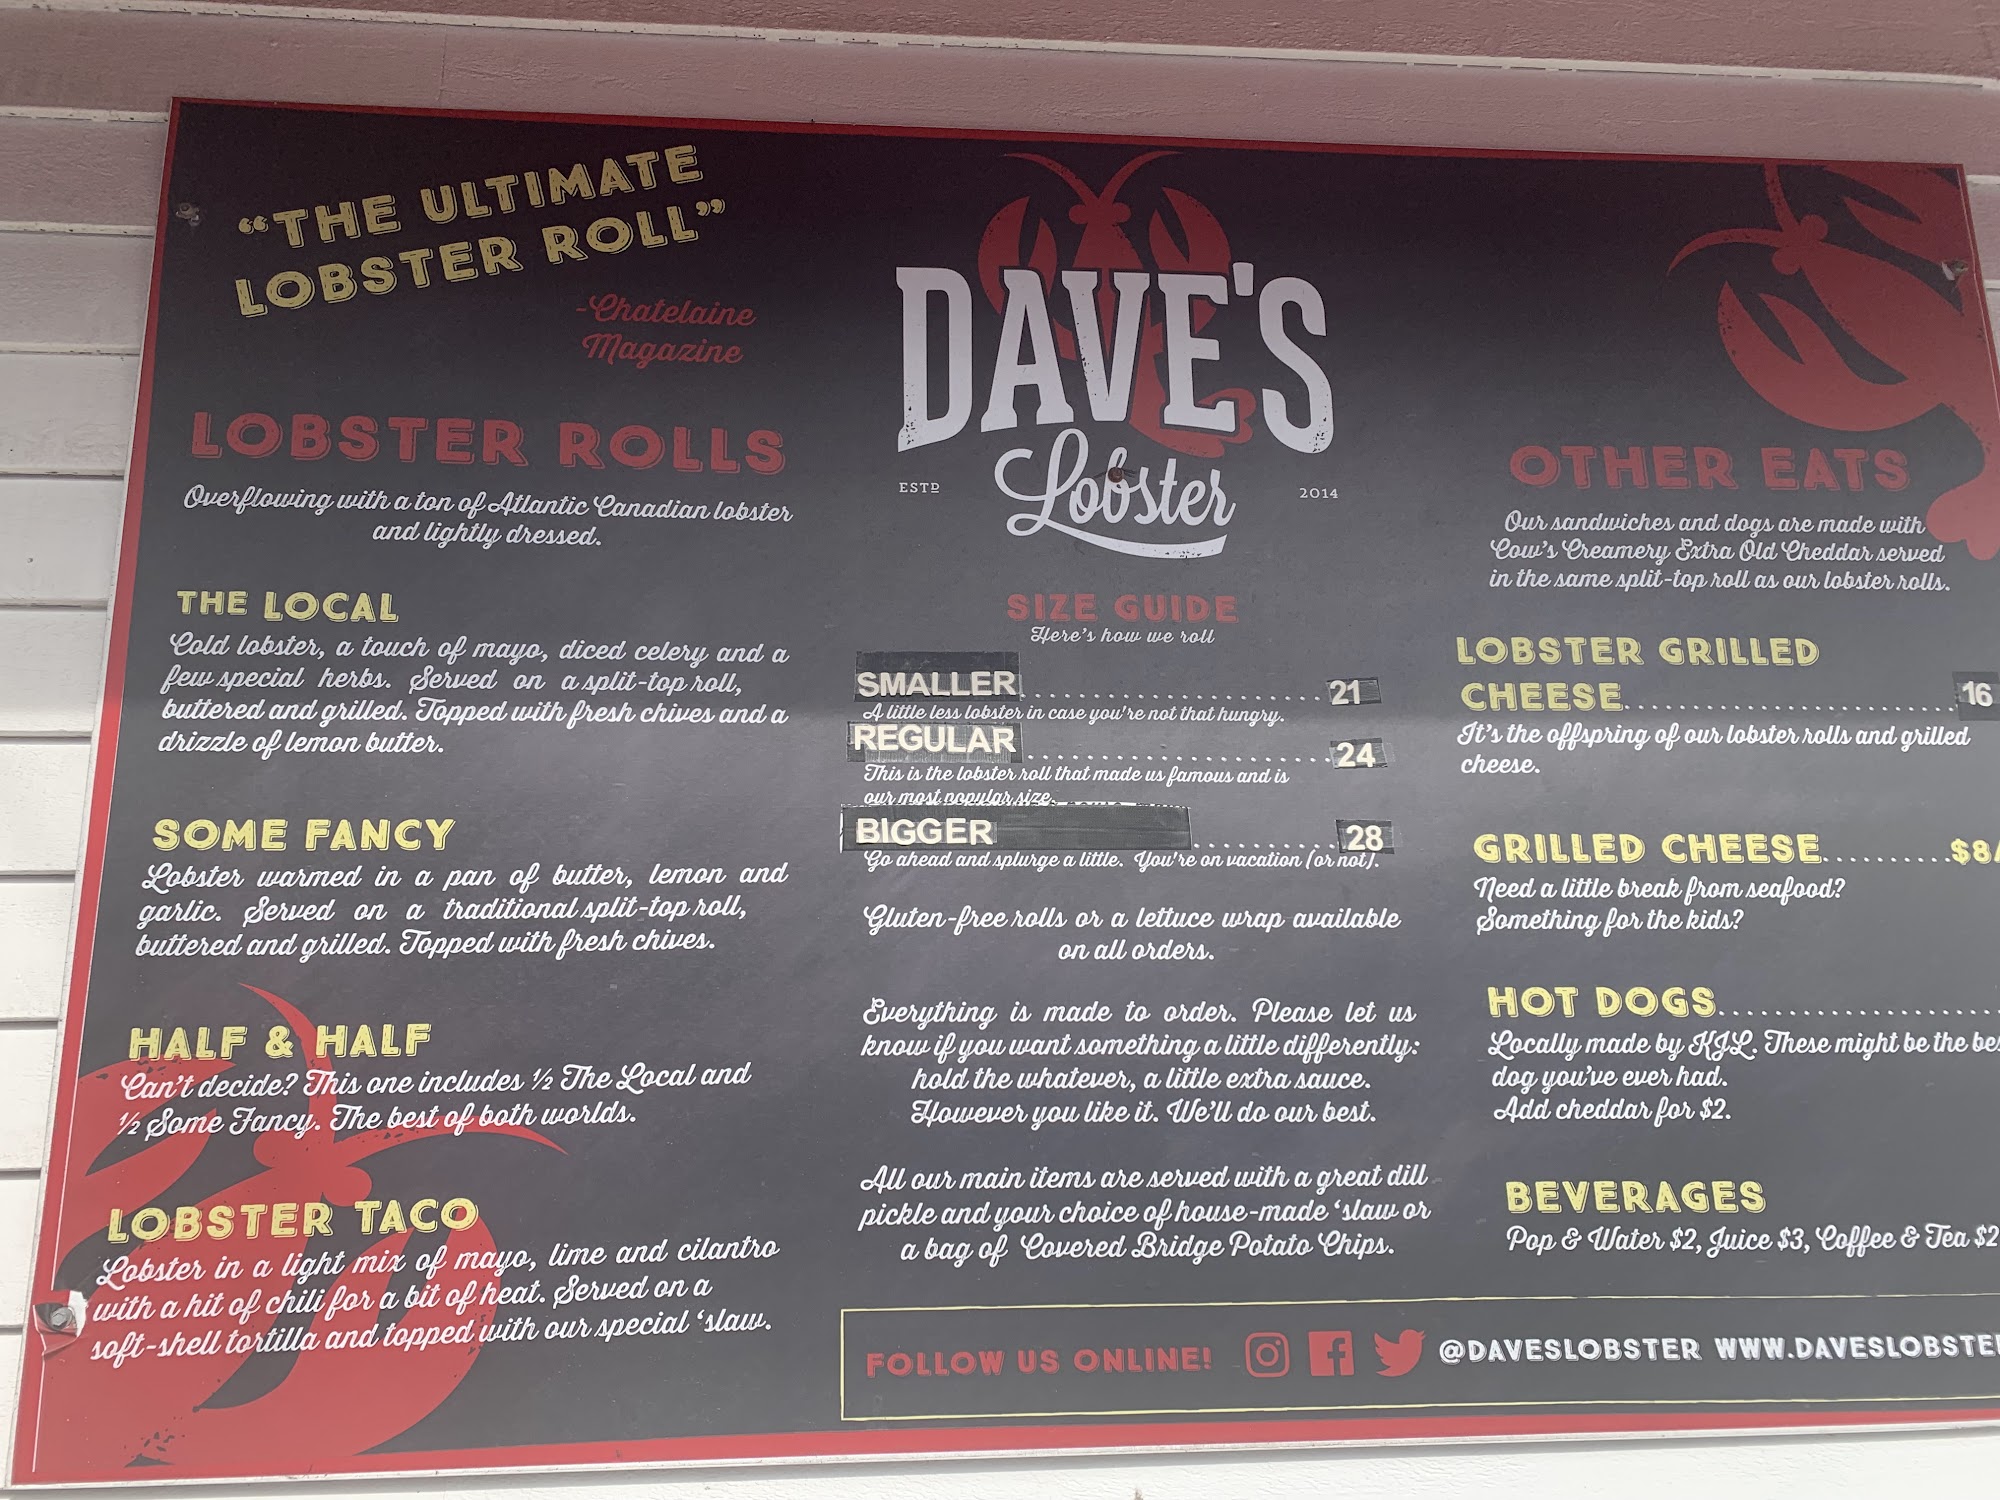 “THE ULTIMATE
LOBSTER ROLL”
-Chatelaine
Magazine
LOBSTER ROLLS
Overflowing with a ton of Atlantic Canadian lobster
and lightly dressed.
THE LOCAL
Cold lobster, a touch of mayo, diced celery and a
few special herbs. Served on a split-top roll,
buttered and grilled. Topped with fresh chives and a
drizzle of lemon butter.
SOME FANCY
Lobster warmed in a pan of butter, lemon and
garlic. Served on a traditional split-top roll,
buttered and grilled. Topped with fresh chives.
HALF & HALF
Can't decide? This one includes ½ The Local and
½ Some Fancy. The best of both worlds.
LOBSTER TACO
Lobster in a light mix of mayo, lime and cilantro
with a hit of chili for a bit of heat. Served on a
soft-shell tortilla and topped with our special ‘slaw.
DAVE'S
Lobster
ESTD
2014
SIZE GUIDE
Here's how we roll
SMALLER..............................21
A little less lobster in case you're not that hungry.
REGULAR..............................24
This is the lobster roll that made us famous and is
our most popular size.
BIGGER..............28
Go ahead and splurge a little. You're on vacation (or not).
Gluten-free rolls or a lettuce wrap available
on all orders.
Everything is made to order. Please let us
know if you want something a little differently:
hold the whatever, a little extra sauce.
However you like it. We'll do our best.
All our main items are served with a great dill
pickle and your choice of house-made ‘slaw or
a bag of Covered Bridge Potato Chips.
OTHER EATS
Our sandwiches and dogs are made with
Cow's Creamery Extra Old Cheddar served
in the same split-top roll as our lobster rolls.
LOBSTER GRILLED
CHEESE..............................16
It's the offspring of our lobster rolls and grilled
cheese.
GRILLED CHEESE..........$8/
Need a little break from seafood?
Something for the kids?
HOT DOGS....................
Locally made by KJL. These might be the
dog you've ever had.
Add cheddar for $2.
BEVERAGES
Pop & Water $2, Juice $3, Coffee & Tea $2
FOLLOW US ONLINE! @DAVESLOBSTER WWW.DAVESLOBSTE